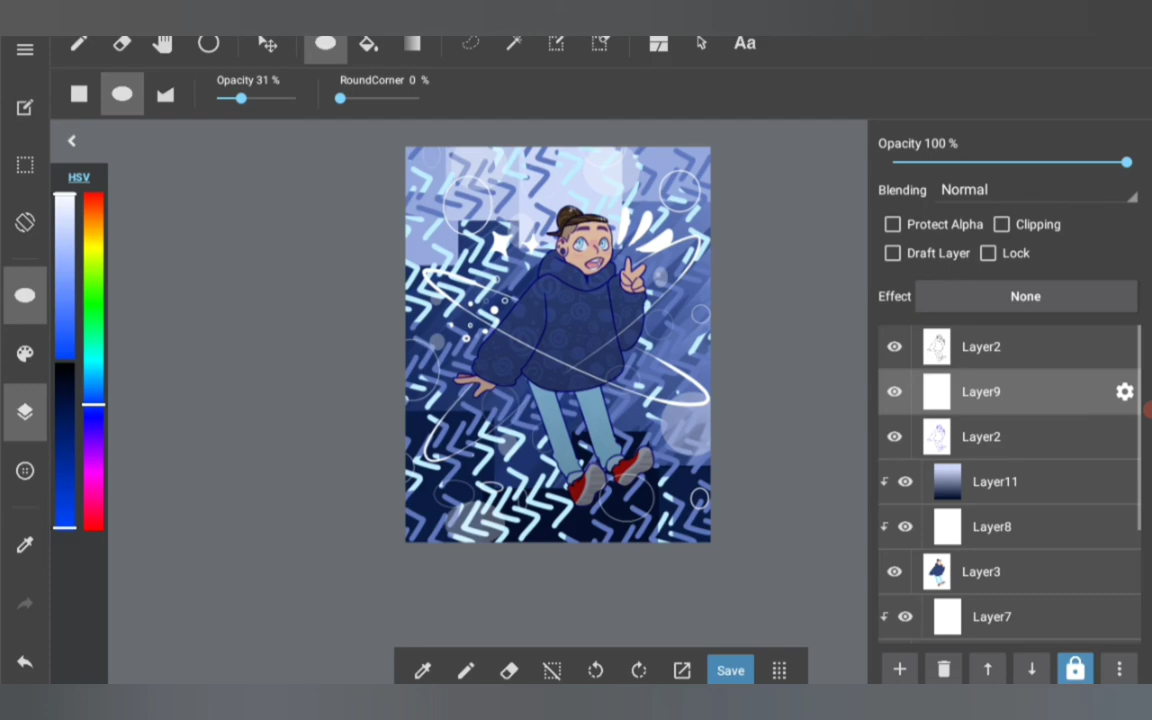 Aa
Opacity 31 %
RoundCorner 0 %
HSV
Opacity 100 %
Blending Normal
Protect Alpha Clipping
Draft Layer Lock
Effect None
Layer2
Layer9
Layer2
Layer11
Layer8
Layer3
Layer7
Save